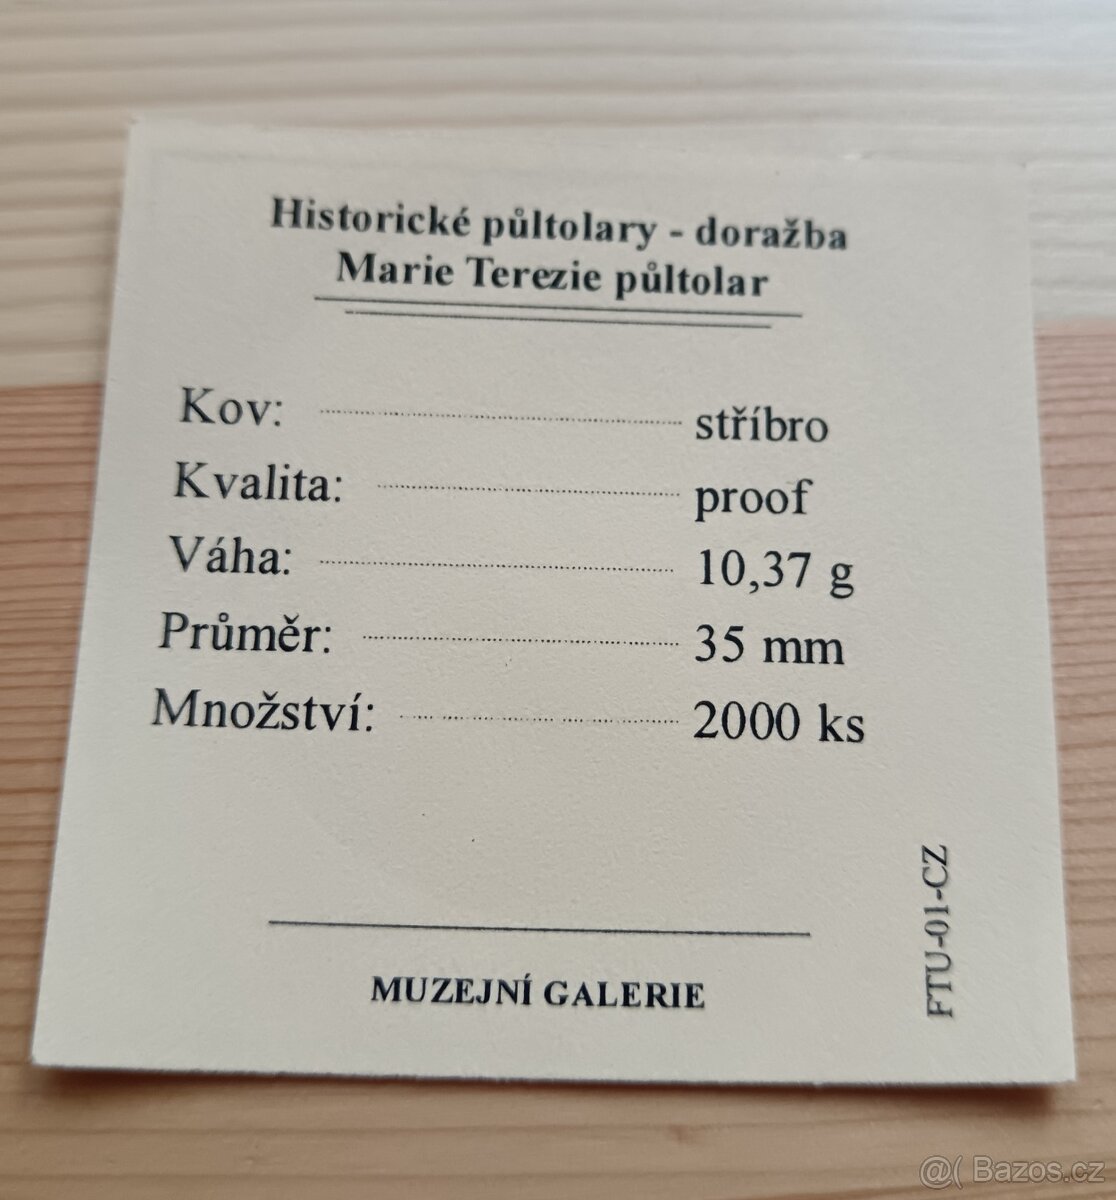 Historické půltolary - doražba
Marie Terezie půltolar
Kov: stříbro
Kvalita: proof
Váha: 10,37 g
Průměr: 35 mm
Množství: 2000 ks
MUZEJNÍ GALERIE
FTU-01-CZ
@( Bazos.cz